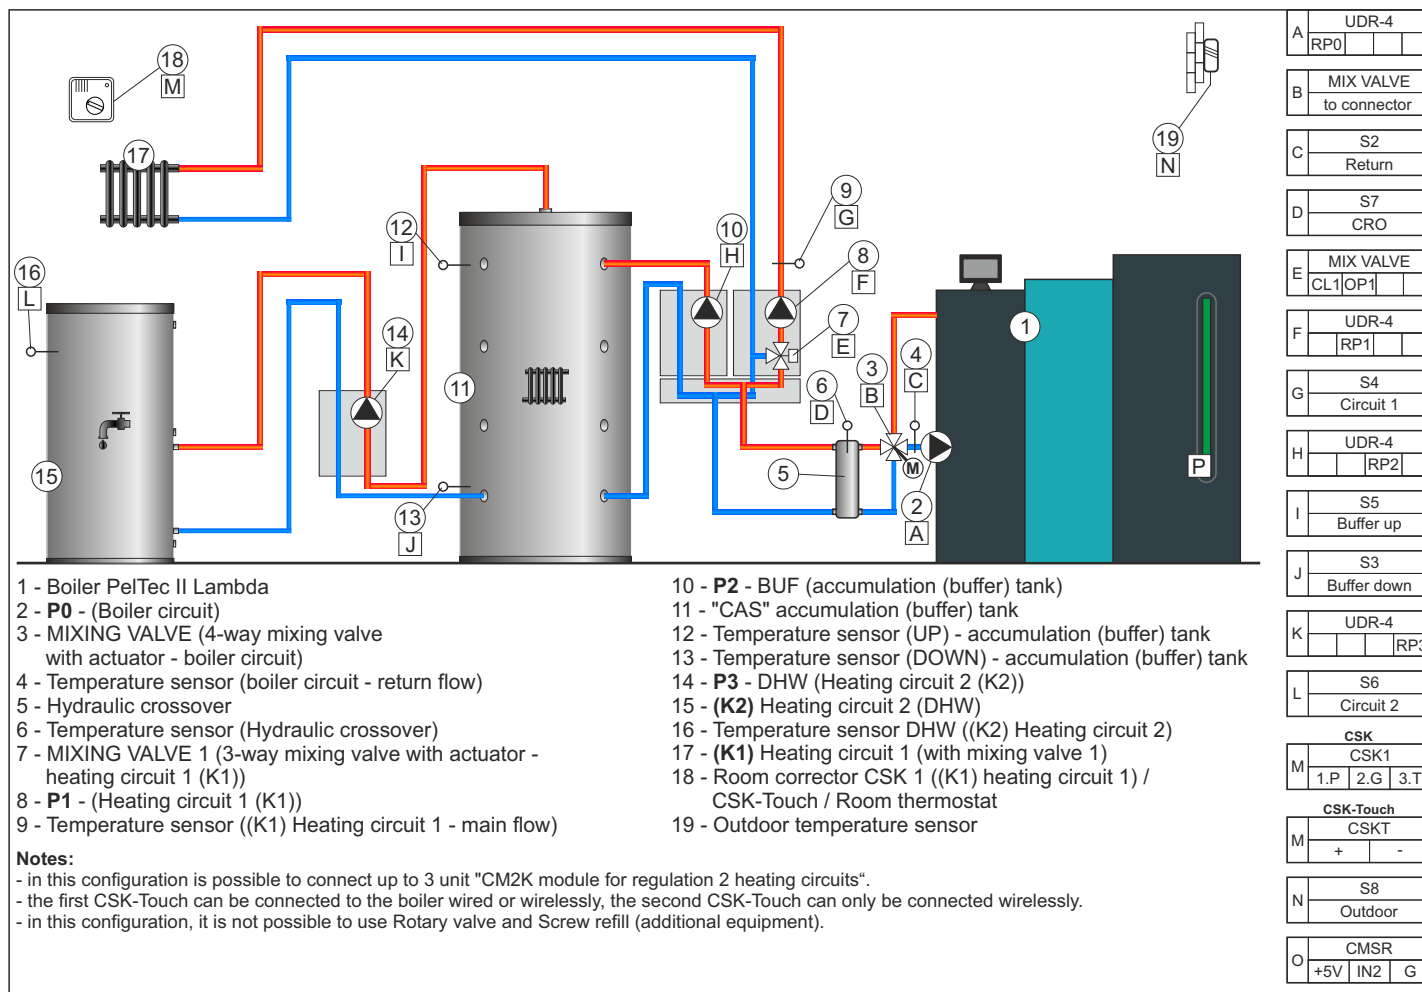 18
M
17
16
L
15
12
I
14
K
11
13
J
10
H
9
G
8
F
7
E
6
D
3
B
4
C
5
M
2
A
1
P
19
N
1 - Boiler PelTec II Lambda
2 - P0 - (Boiler circuit)
3 - MIXING VALVE (4-way mixing valve
with actuator - boiler circuit)
4 - Temperature sensor (boiler circuit - return flow)
5 - Hydraulic crossover
6 - Temperature sensor (Hydraulic crossover)
7 - MIXING VALVE 1 (3-way mixing valve with actuator -
heating circuit 1 (K1))
8 - P1 - (Heating circuit 1 (K1))
9 - Temperature sensor ((K1) Heating circuit 1 - main flow)
10 - P2 - BUF (accumulation (buffer) tank)
11 - "CAS" accumulation (buffer) tank
12 - Temperature sensor (UP) - accumulation (buffer) tank
13 - Temperature sensor (DOWN) - accumulation (buffer) tank
14 - P3 - DHW (Heating circuit 2 (K2))
15 - (K2) Heating circuit 2 (DHW)
16 - Temperature sensor DHW ((K2) Heating circuit 2)
17 - (K1) Heating circuit 1 (with mixing valve 1)
18 - Room corrector CSK 1 ((K1) heating circuit 1) /
CSK-Touch / Room thermostat
19 - Outdoor temperature sensor
Notes:
- in this configuration is possible to connect up to 3 unit "CM2K module for regulation 2 heating circuits“.
- the first CSK-Touch can be connected to the boiler wired or wirelessly, the second CSK-Touch can only be connected wirelessly.
- in this configuration, it is not possible to use Rotary valve and Screw refill (additional equipment).
A
UDR-4
RP0
B
MIX VALVE
to connector
C
S2
Return
D
S7
CRO
E
MIX VALVE
CL1 OP1
F
UDR-4
RP1
G
S4
Circuit 1
H
UDR-4
RP2
I
S5
Buffer up
J
S3
Buffer down
K
UDR-4
RP3
L
S6
Circuit 2
CSK
M
CSK1
1.P 2.G 3.T
CSK-Touch
M
CSKT
+ -
N
S8
Outdoor
O
CMSR
+5V IN2 G